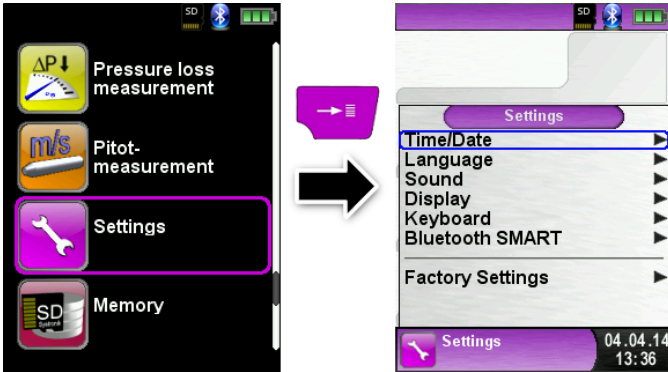 SD
ΔP
Pa
Pressure loss
measurement
m/s
Pitot-
measurement
Settings
SD
Memory
SD
Settings
Time/Date
Language
Sound
Display
Keyboard
Bluetooth SMART
Factory Settings
Settings
04.04.14
13:36